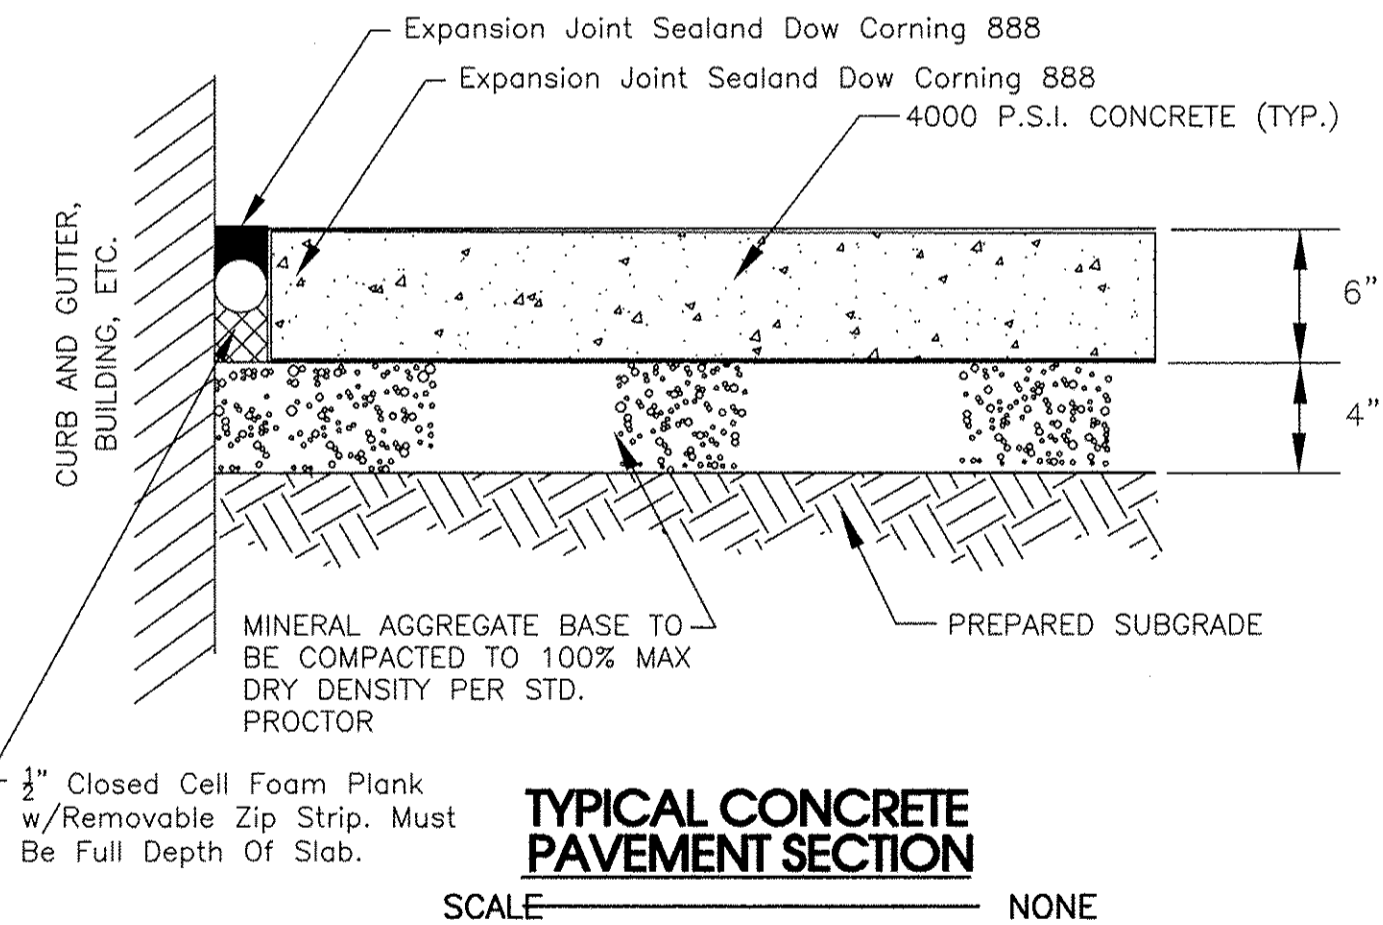 Expansion Joint Sealand Dow Corning 888
Expansion Joint Sealand Dow Corning 888
4000 P.S.I. CONCRETE (TYP.)
CURB AND GUTTER,
BUILDING, ETC.
6"
4"
MINERAL AGGREGATE BASE TO
BE COMPACTED TO 100% MAX
DRY DENSITY PER STD.
PROCTOR
PREPARED SUBGRADE
½" Closed Cell Foam Plank
w/Removable Zip Strip. Must
Be Full Depth Of Slab.
TYPICAL CONCRETE
PAVEMENT SECTION
SCALE NONE